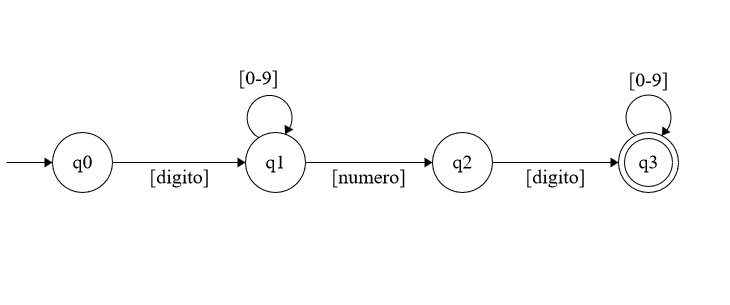 [0-9]
[0-9]
q0
q1
q2
q3
[digito]
[numero]
[digito]